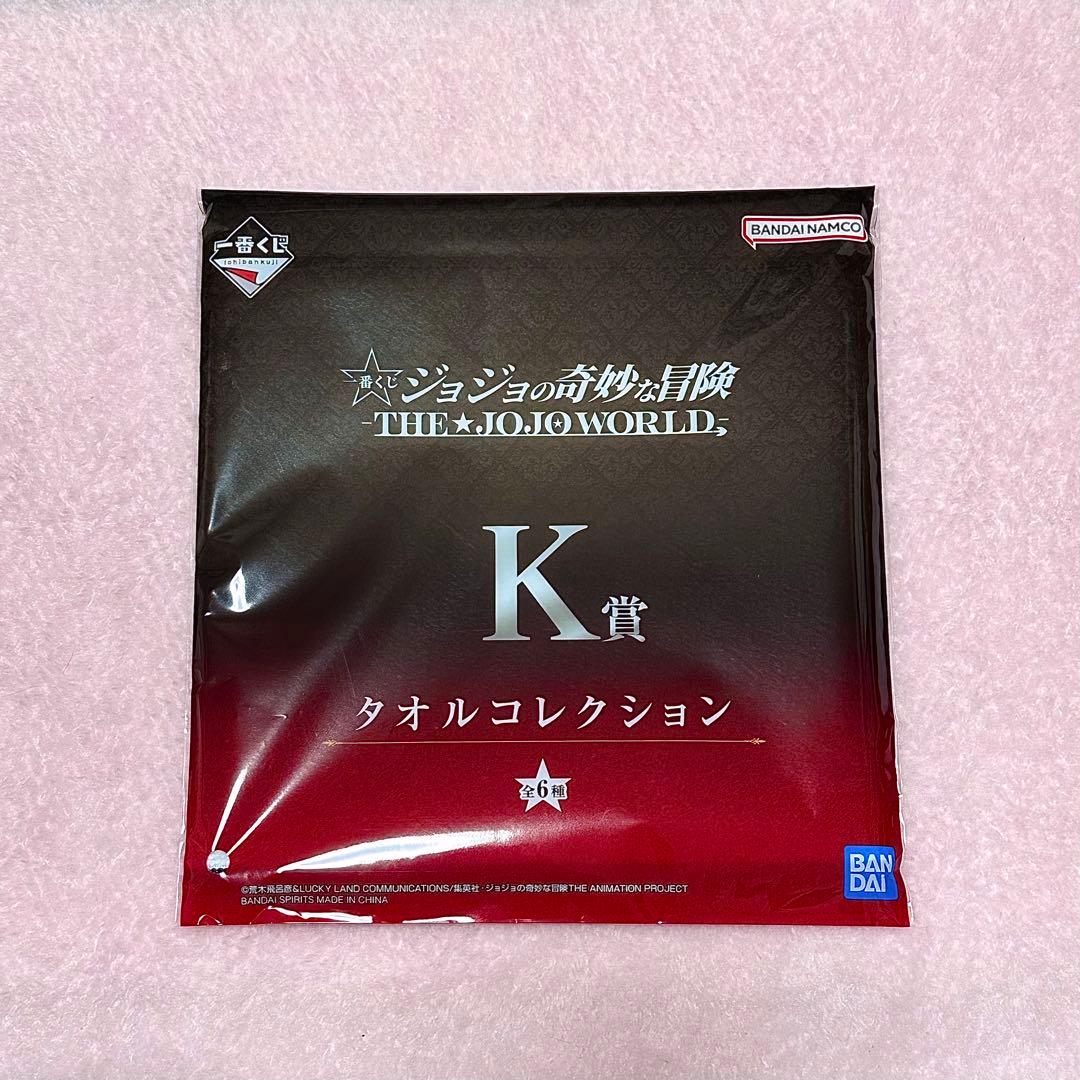 一番くじ
ichibankuji
BANDAI NAMCO
一番くじ ジョジョの奇妙な冒険
-THE★JOJO WORLD-
K賞
タオルコレクション
全6種
©荒木飛呂彦&LUCKY LAND COMMUNICATIONS/集英社・ジョジョの奇妙な冒険THE ANIMATION PROJECT
BANDAI SPIRITS MADE IN CHINA
BAN
DAI